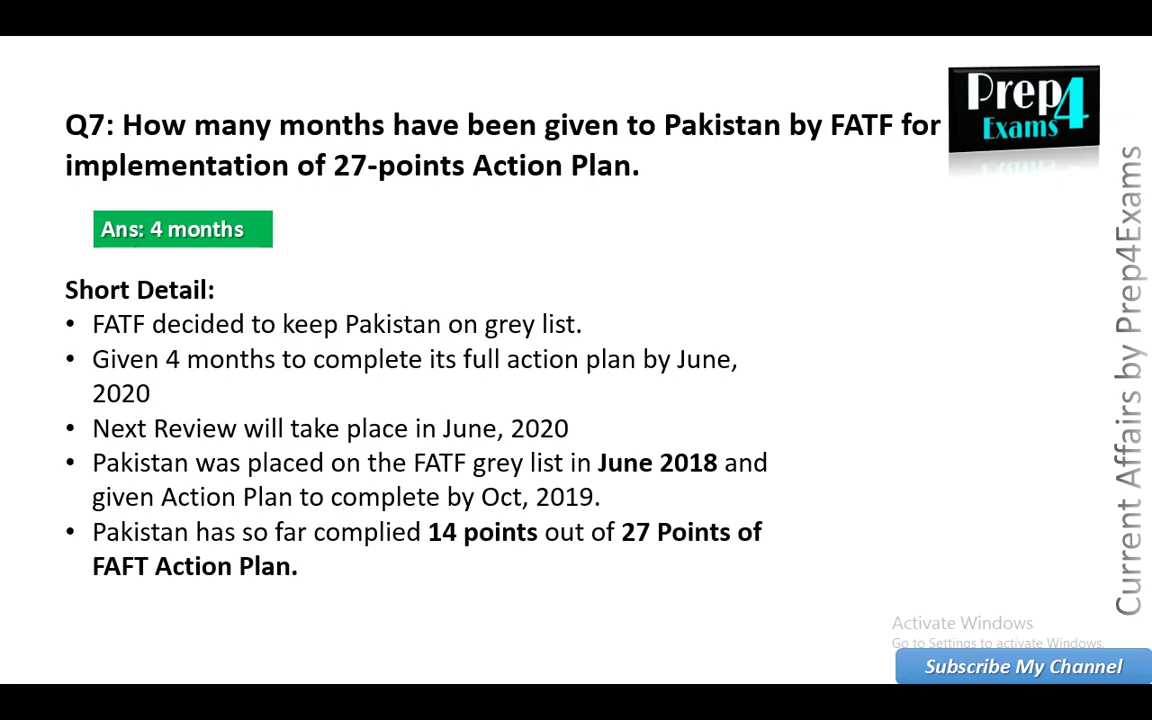 Q7: How many months have been given to Pakistan by FATF for
implementation of 27-points Action Plan.
Prep4
Exams
Ans: 4 months
Short Detail:
• FATF decided to keep Pakistan on grey list.
• Given 4 months to complete its full action plan by June,
2020
• Next Review will take place in June, 2020
• Pakistan was placed on the FATF grey list in June 2018 and
given Action Plan to complete by Oct, 2019.
• Pakistan has so far complied 14 points out of 27 Points of
FAFT Action Plan.
Current Affairs by Prep4Exams
Activate Windows
Go to Settings to activate Windows.
Subscribe My Channel